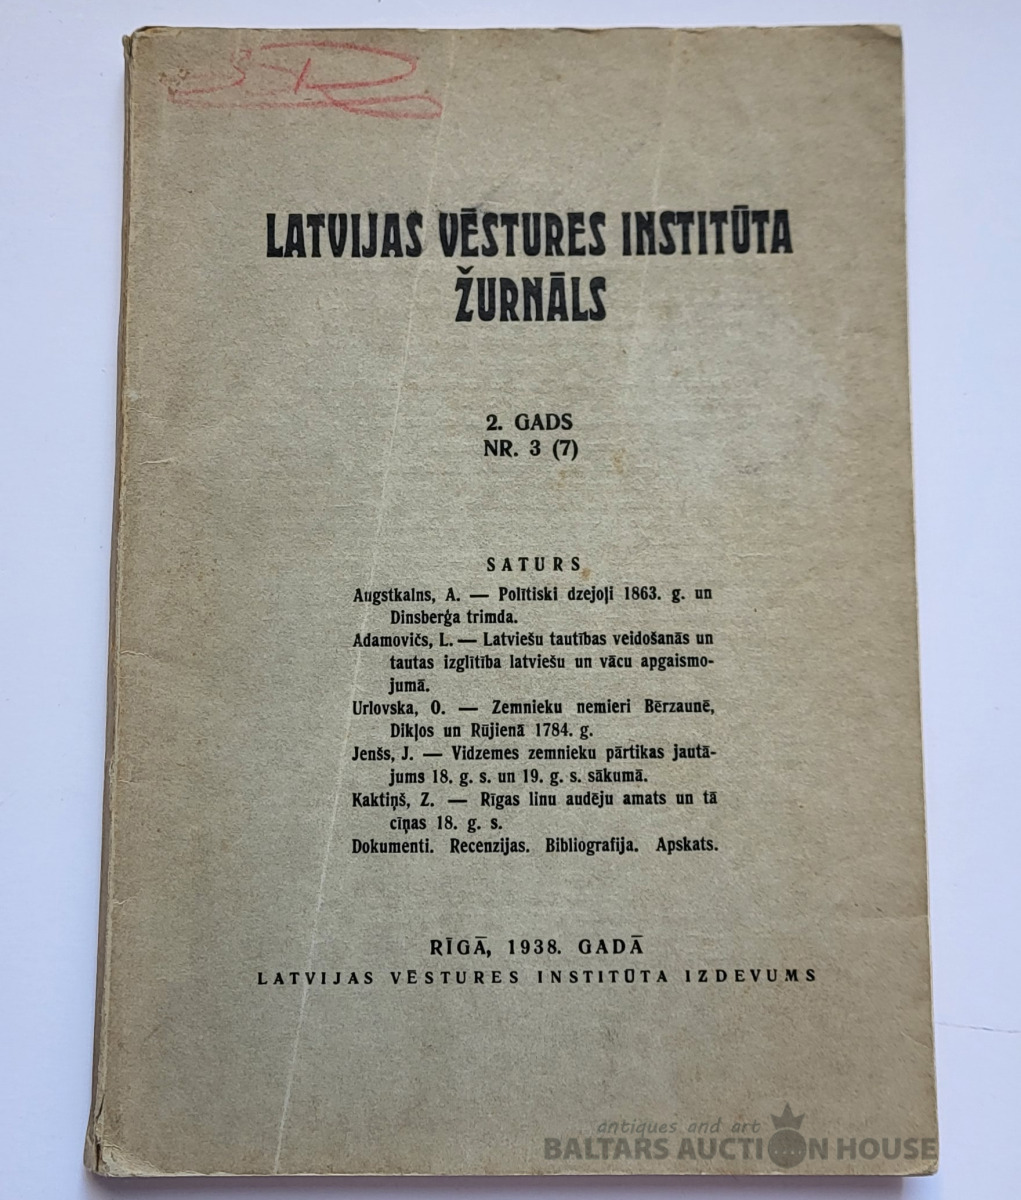 LATVIJAS VĒSTURES INSTITŪTA
ŽURNĀLS
2. GADS
NR. 3 (7)
SATURS
Augstkalns, A. — Polītiski dzejoļi 1863. g. un
Dinsberģa trimda.
Adamovičs, L. — Latviešu tautības veidošanās un
tautas izglītība latviešu un vācu apgaismo-
jumā.
Urlovska, O. — Zemnieku nemieri Bērzaunē,
Dikļos un Rūjienā 1784. g.
Jenšs, J. — Vidzemes zemnieku pārtikas jautā-
jums 18. g. s. un 19. g. s. sākumā.
Kaktiņš, Z. — Rīgas linu audēju amats un tā
cīņas 18. g. s.
Dokumenti. Recenzijas. Bibliografija. Apskats.
RĪGĀ, 1938. GADĀ
LATVIJAS VĒSTURES INSTITŪTA IZDEVUMS
antiques and art
BALTARS AUCTION HOUSE